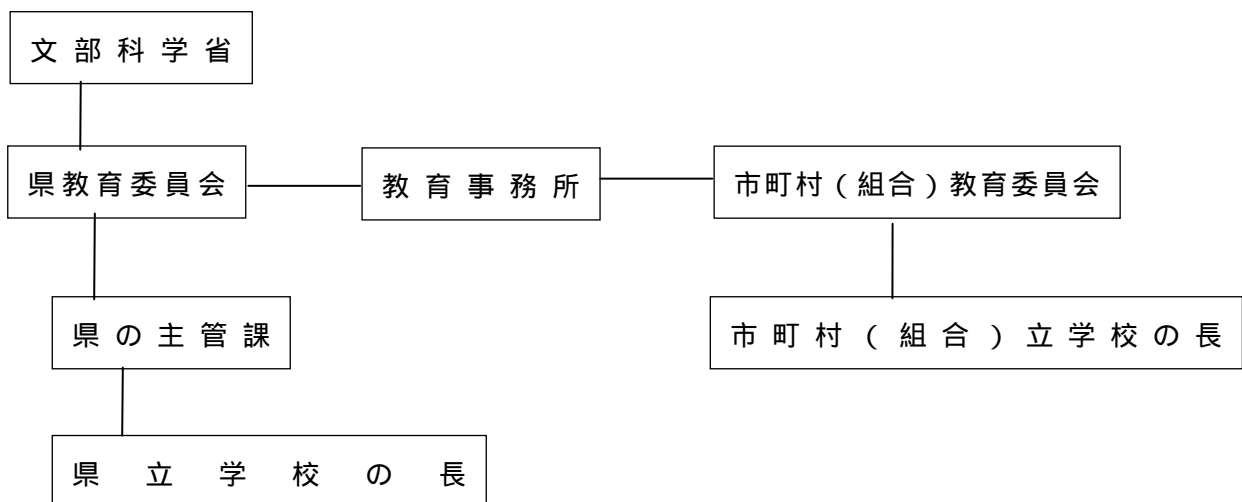 文部科学省
県教育委員会
教育事務所
市町村（組合）教育委員会
県の主管課
市町村（組合）立学校の長
県立学校の長